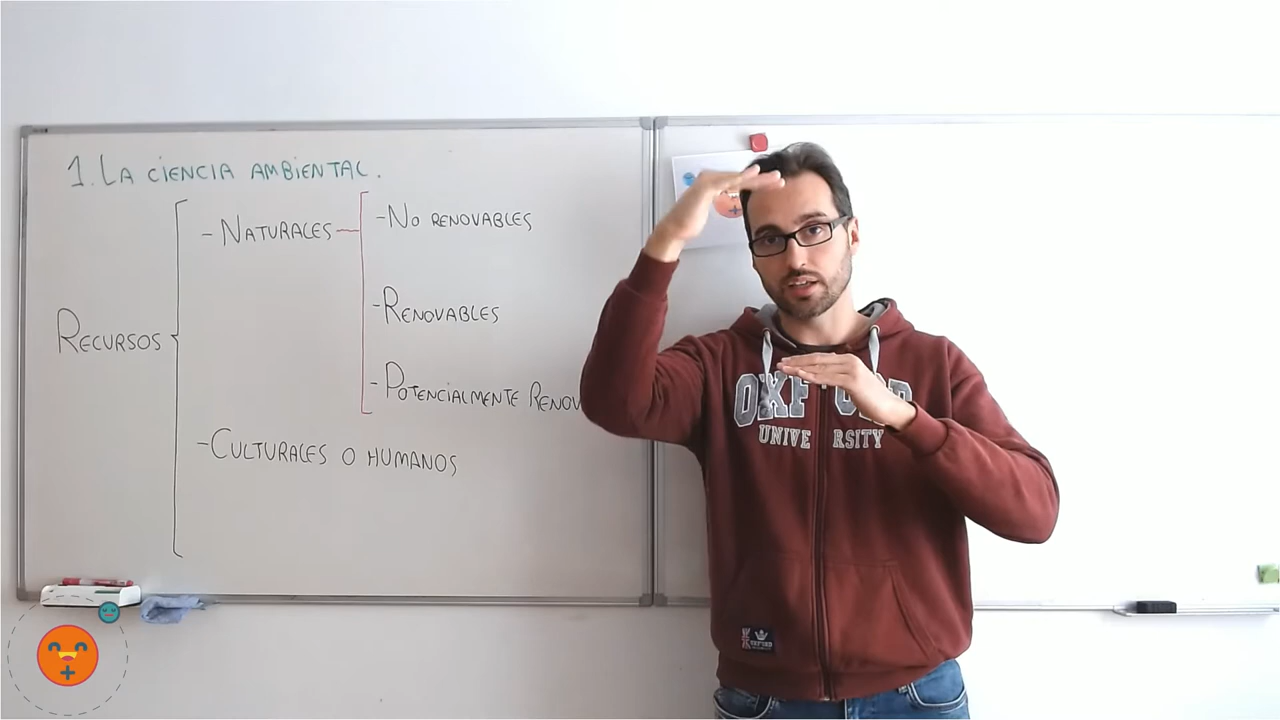 1. LA CIENCIA AMBIENTAL.
RECURSOS
- NATURALES
- NO RENOVABLES
- RENOVABLES
- POTENCIALMENTE RENOV
- CULTURALES O HUMANOS
OXFORD
UNIVERSITY